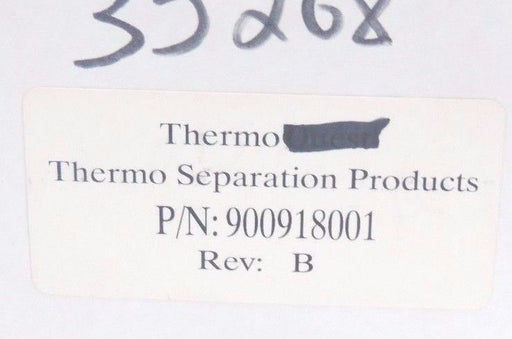 35268
Thermo
Thermo Separation Products
P/N: 900918001
Rev: B